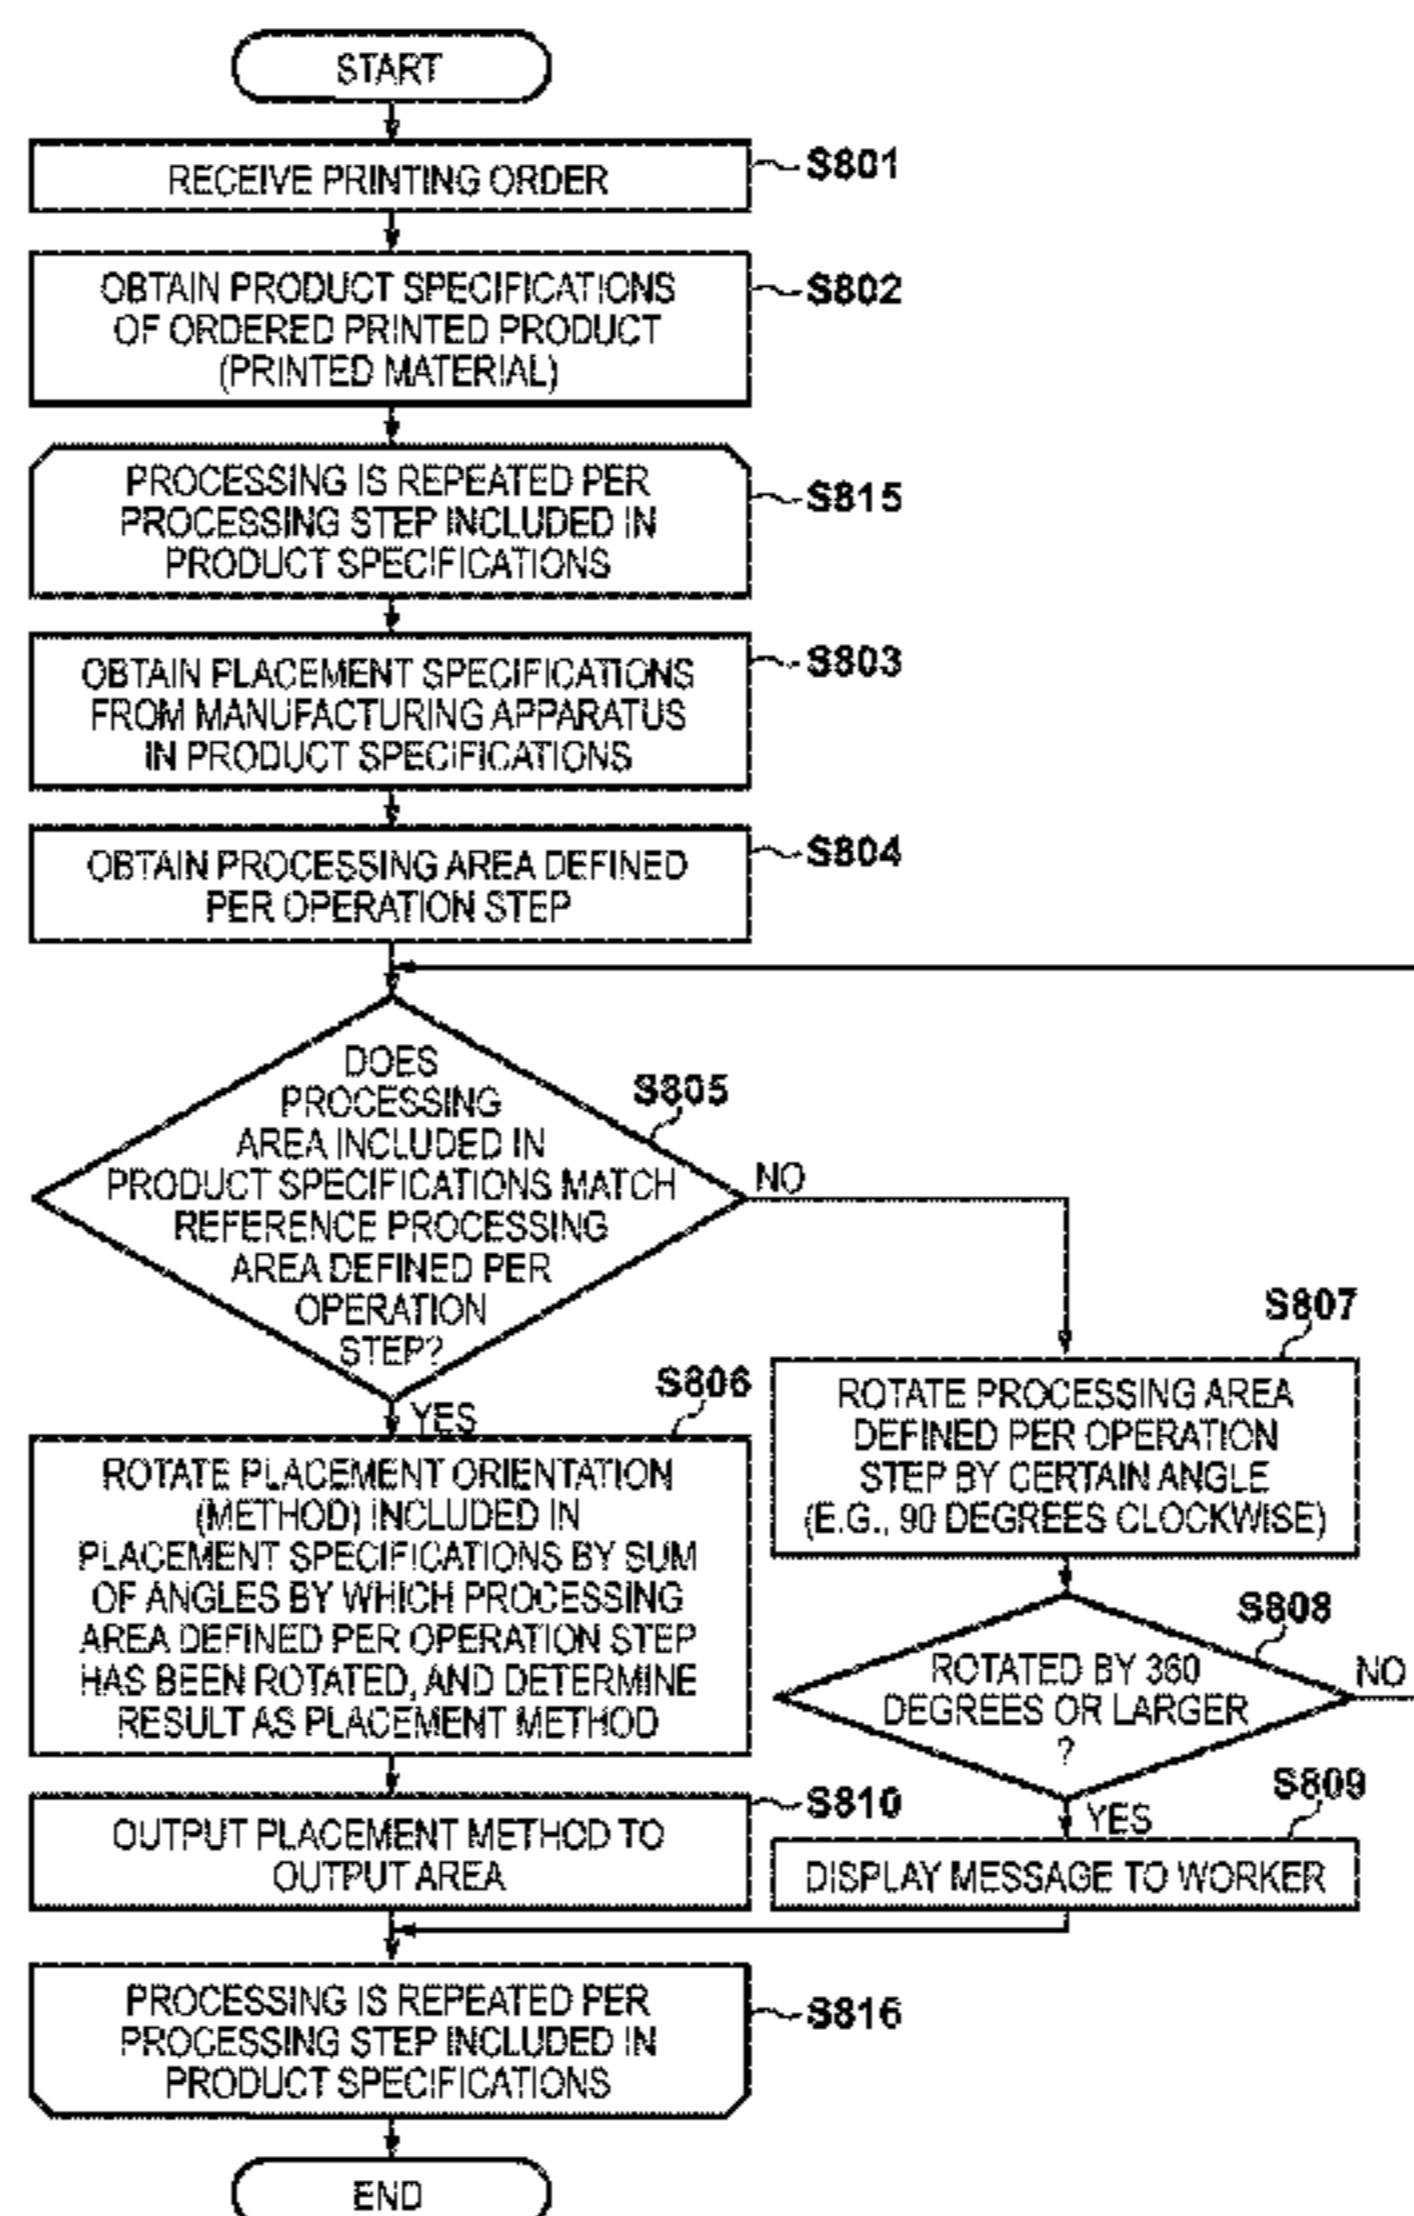 START
RECEIVE PRINTING ORDER
S801
OBTAIN PRODUCT SPECIFICATIONS
OF ORDERED PRINTED PRODUCT
(PRINTED MATERIAL)
S802
PROCESSING IS REPEATED PER
PROCESSING STEP INCLUDED IN
PRODUCT SPECIFICATIONS
S815
OBTAIN PLACEMENT SPECIFICATIONS
FROM MANUFACTURING APPARATUS
IN PRODUCT SPECIFICATIONS
S803
OBTAIN PROCESSING AREA DEFINED
PER OPERATION STEP
S804
DOES
PROCESSING
AREA INCLUDED IN
PRODUCT SPECIFICATIONS MATCH
REFERENCE PROCESSING
AREA DEFINED PER
OPERATION
STEP?
S805
NO
YES
S806
ROTATE PLACEMENT ORIENTATION
(METHOD) INCLUDED IN
PLACEMENT SPECIFICATIONS BY SUM
OF ANGLES BY WHICH PROCESSING
AREA DEFINED PER OPERATION STEP
HAS BEEN ROTATED, AND DETERMINE
RESULT AS PLACEMENT METHOD
S807
ROTATE PROCESSING AREA
DEFINED PER OPERATION
STEP BY CERTAIN ANGLE
(E.G., 90 DEGREES CLOCKWISE)
S808
ROTATED BY 360
DEGREES OR LARGER
?
NO
YES
S809
DISPLAY MESSAGE TO WORKER
OUTPUT PLACEMENT METHOD TO
OUTPUT AREA
S810
PROCESSING IS REPEATED PER
PROCESSING STEP INCLUDED IN
PRODUCT SPECIFICATIONS
S816
END